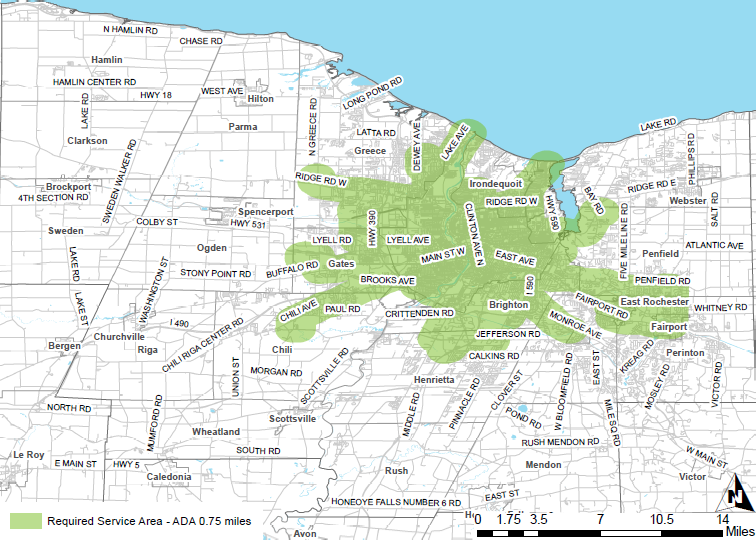 N HAMLIN RD
CHASE RD
Hamlin
HAMLIN CENTER RD
HWY 18
WEST AVE
Hilton
LONG POND RD
LAKE RD
Parma
N GREECE RD
LATTA RD
DEWEY AVE
LAKE AVE
LAKE RD
Clarkson
Greece
PHILLIPS RD
SWEDEN WALKER RD
RIDGE RD W
Irondequoit
Brockport
4TH SECTION RD
RIDGE RD W
HWY 590
BAY RD
RIDGE RD E
Webster
Spencerport
COLBY ST
HWY 531
HWY 390
CLINTON AVE N
FIVE MILE LINE RD
SALT RD
Sweden
Ogden
LYELL RD
LYELL AVE
ATLANTIC AVE
LAKE RD
Gates
MAIN ST W
EAST AVE
Penfield
STONY POINT RD
BUFFALO RD
BROOKS AVE
I590
PENFIELD RD
WASHINGTON ST
LAKE ST
CHILI AVE
PAUL RD
CRITTENDEN RD
Brighton
FAIRPORT RD
East Rochester
WHITNEY RD
I 490
CHILI RIGA CENTER RD
MONROE AVE
Fairport
Churchville
JEFFERSON RD
Bergen
Riga
Chili
CALKINS RD
KREAG RD
Perinton
UNION ST
MORGAN RD
SCOTTSVILLE RD
Henrietta
CLOVER ST
W BLOOMFIELD RD
EAST ST
MOSLEY RD
VICTOR RD
NORTH RD
MUMFORD RD
Scottsville
MIDDLE RD
PINNACLE RD
POND RD
MILE SQ RD
Wheatland
RUSH MENDON RD
Le Roy
SOUTH RD
E MAIN ST
HWY 5
Caledonia
Rush
Mendon
W MAIN ST
Victor
HONEOYE FALLS NUMBER 6 RD
EAST ST
N
Required Service Area - ADA 0.75 miles
Avon
0 1.75 3.5 7 10.5 14
Miles